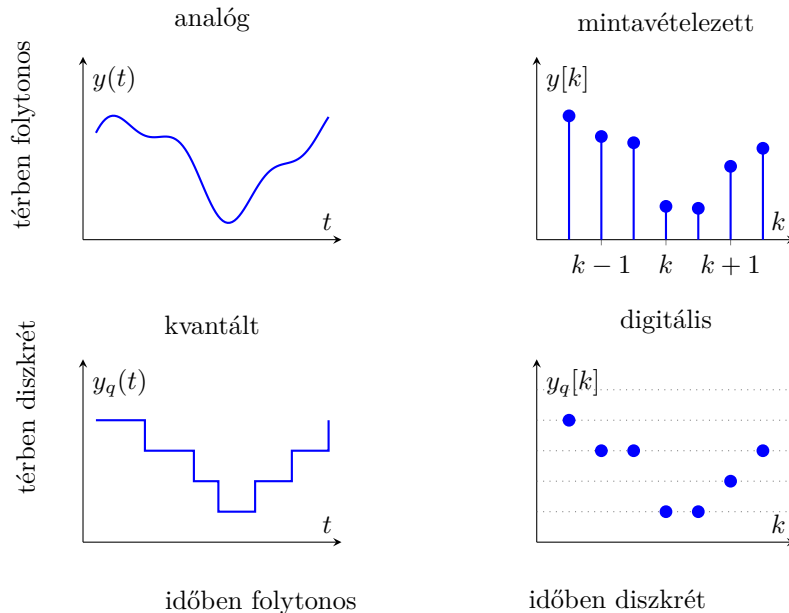 analóg
mintavételezett
térben folytonos
y(t)
t
y[k]
k
k − 1
k
k + 1
kvantált
digitális
térben diszkrét
y_q(t)
t
y_q[k]
k
időben folytonos
időben diszkrét